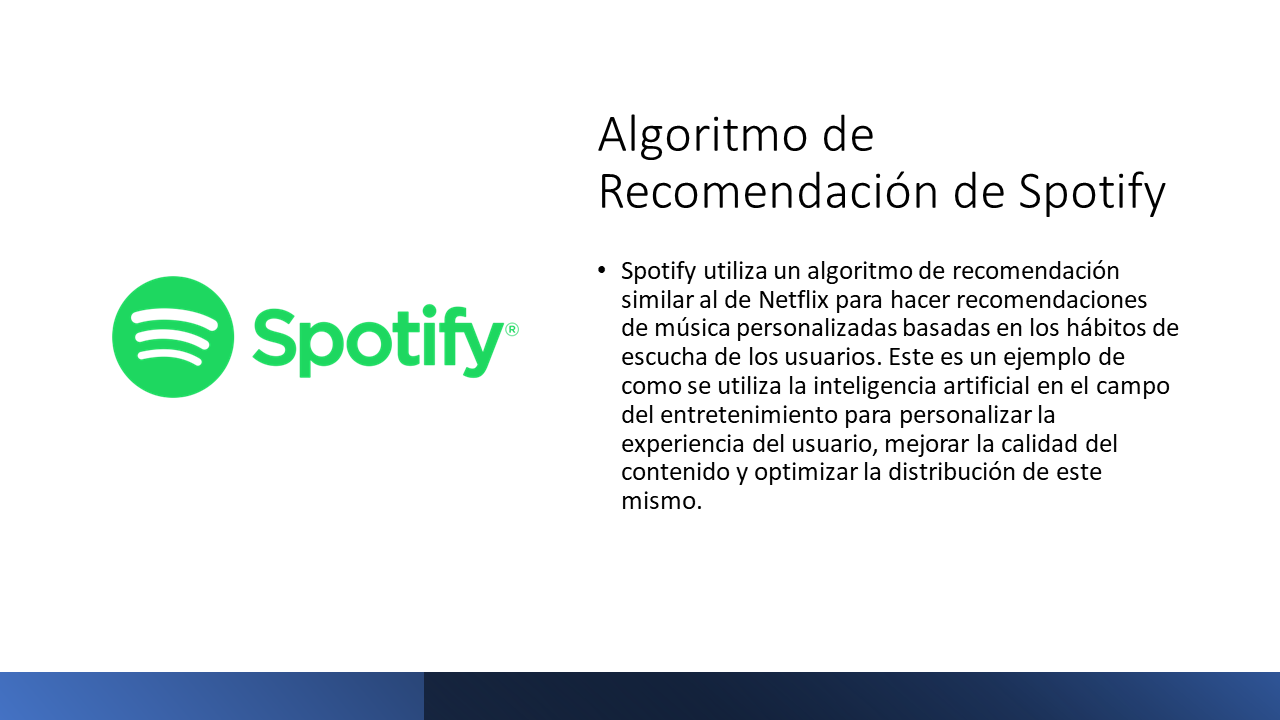 Algoritmo de
Recomendación de Spotify
Spotify®
• Spotify utiliza un algoritmo de recomendación
similar al de Netflix para hacer recomendaciones
de música personalizadas basadas en los hábitos de
escucha de los usuarios. Este es un ejemplo de
como se utiliza la inteligencia artificial en el campo
del entretenimiento para personalizar la
experiencia del usuario, mejorar la calidad del
contenido y optimizar la distribución de este
mismo.